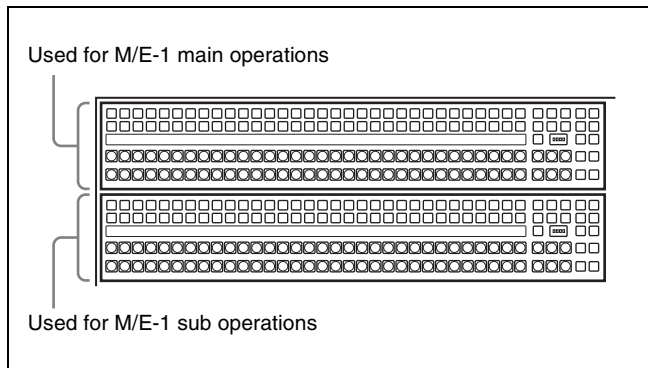 Used for M/E-1 main operations
Used for M/E-1 sub operations